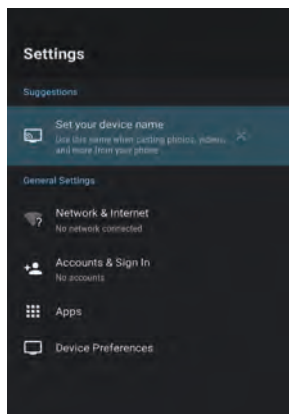 Settings
Suggestions
Set your device name
Use this name when casting photos, videos,
and more from your phone
General Settings
Network & Internet
No network connected
Accounts & Sign In
No accounts
Apps
Device Preferences